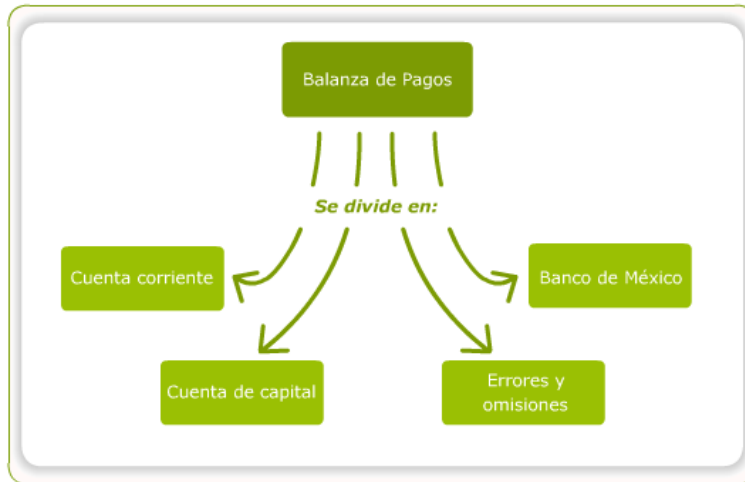 Balanza de Pagos
Se divide en:
Cuenta corriente
Banco de México
Cuenta de capital
Errores y
omisiones